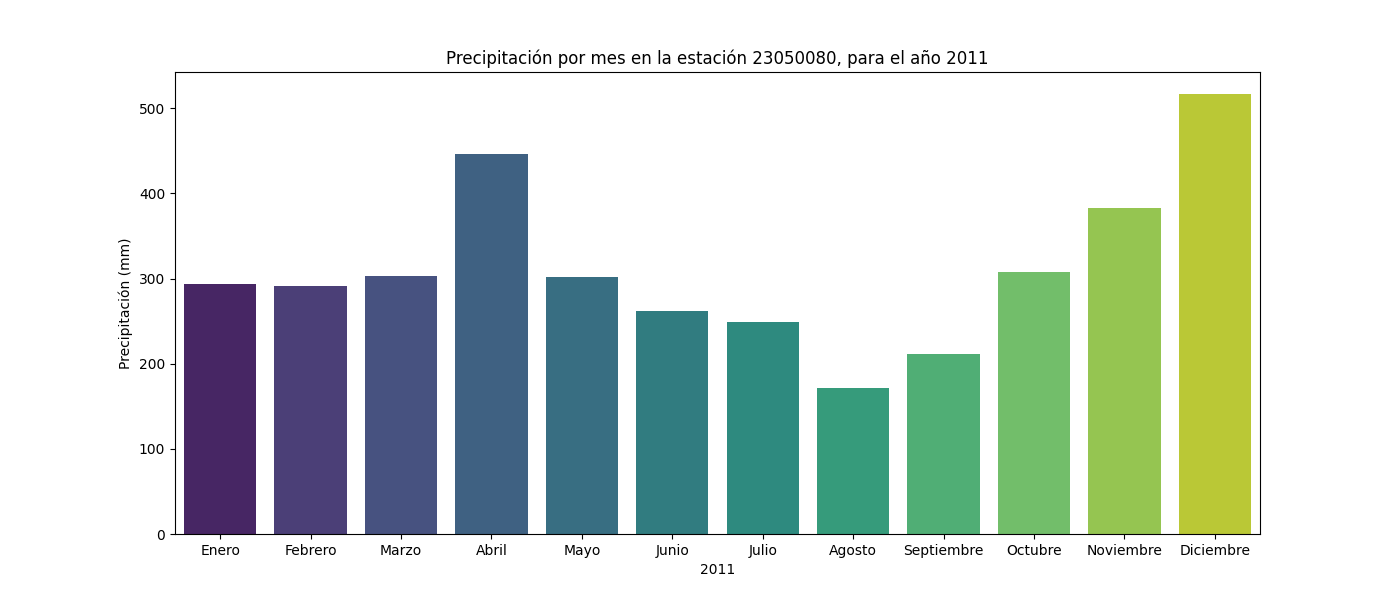 Precipitación por mes en la estación 23050080, para el año 2011
Precipitación (mm)
500
400
300
200
100
0
Enero Febrero Marzo Abril Mayo Junio Julio Agosto Septiembre Octubre Noviembre Diciembre
2011